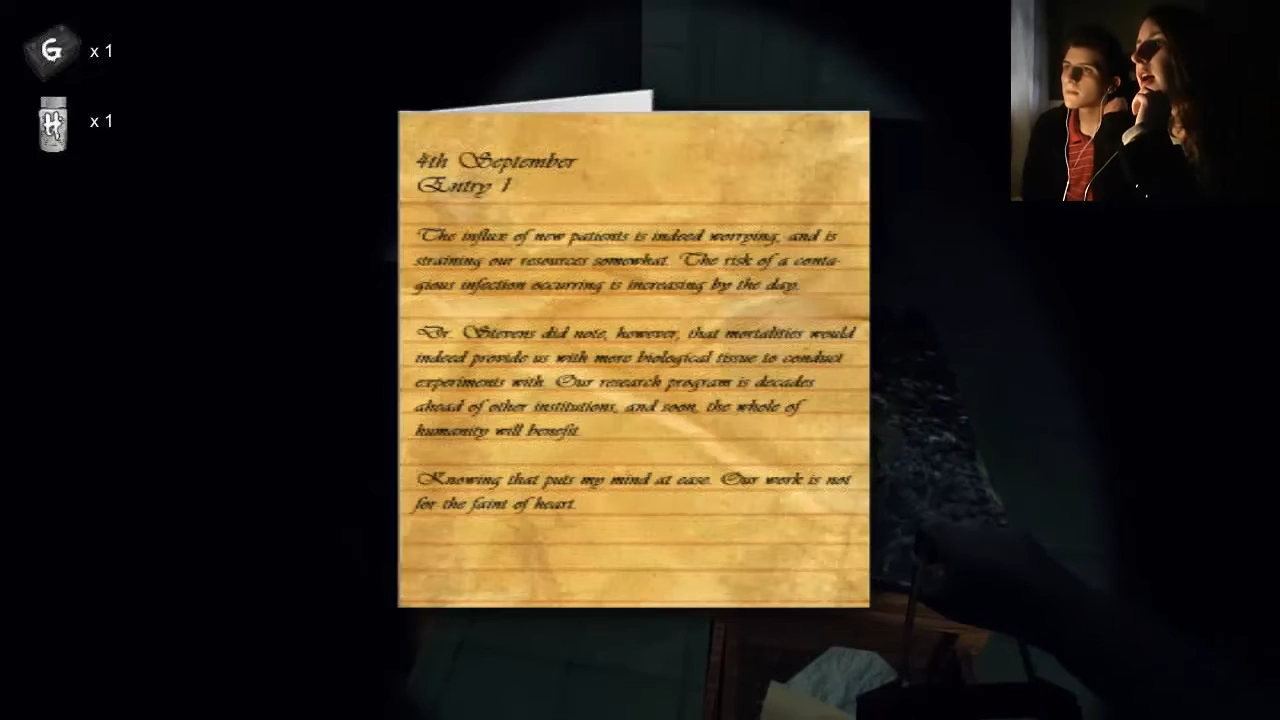 G x 1
H x 1
4th September
Entry 1
The influx of new patients is indeed worrying, and is
straining our resources somewhat. The risk of a conta-
gious infection occurring is increasing by the day.
Dr. Stevens did note, however, that mortalities would
indeed provide us with more biological tissue to conduct
experiments with. Our research program is decades
ahead of other institutions, and soon, the whole of
humanity will benefit.
Knowing that puts my mind at ease. Our work is not
for the faint of heart.